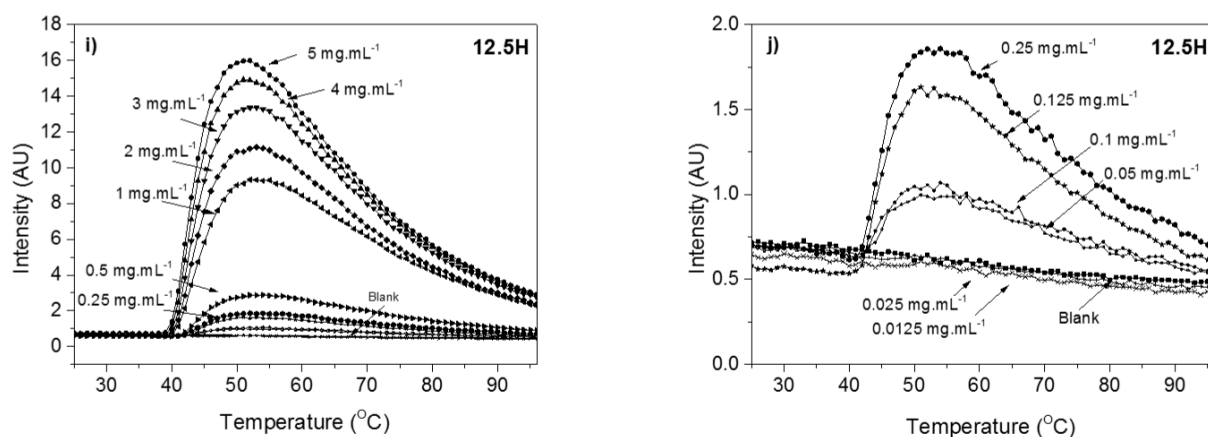 i)
12.5H
5 mg.mL⁻¹
4 mg.mL⁻¹
3 mg.mL⁻¹
2 mg.mL⁻¹
1 mg.mL⁻¹
0.5 mg.mL⁻¹
0.25 mg.mL⁻¹
Blank
18
16
14
12
10
8
6
4
2
0
Intensity (AU)
30 40 50 60 70 80 90
Temperature (°C)
j)
12.5H
0.25 mg.mL⁻¹
0.125 mg.mL⁻¹
0.1 mg.mL⁻¹
0.05 mg.mL⁻¹
0.025 mg.mL⁻¹
0.0125 mg.mL⁻¹
Blank
2.0
1.5
1.0
0.5
0.0
Intensity (AU)
30 40 50 60 70 80 90
Temperature (°C)